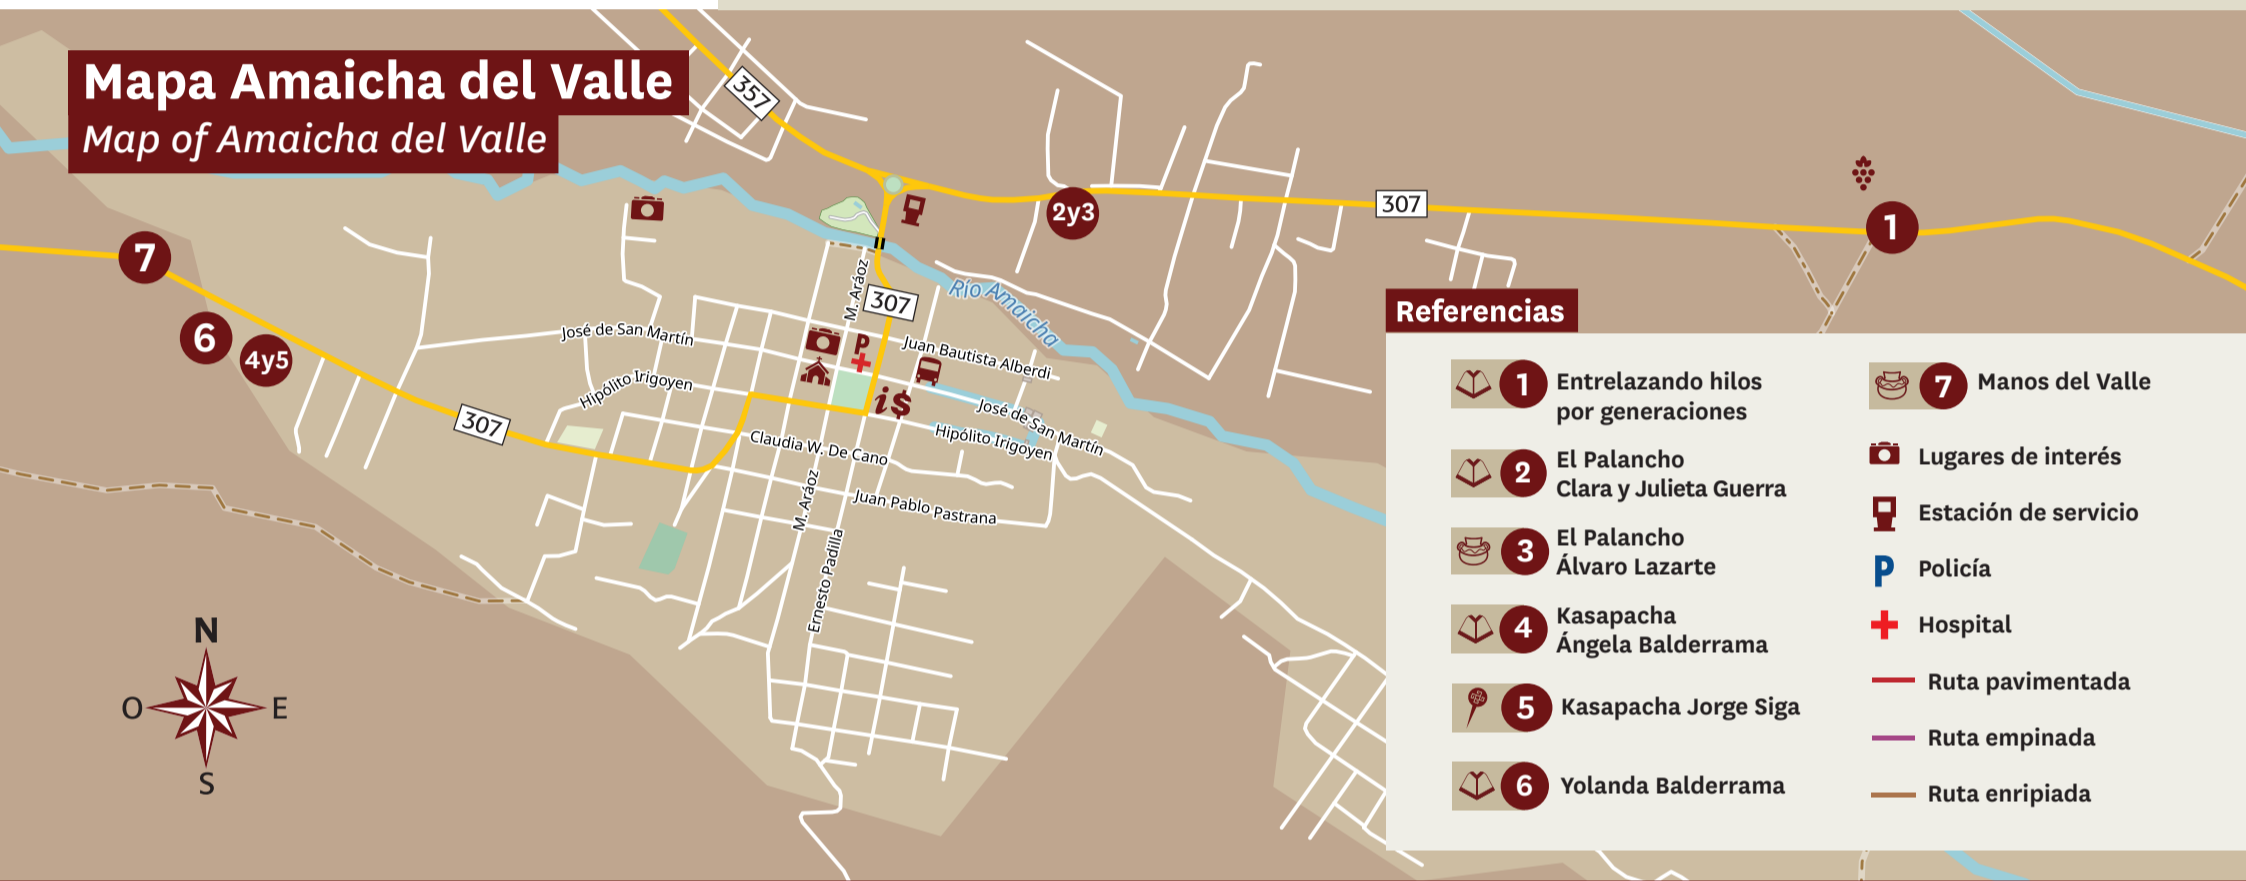 Mapa Amaicha del Valle
Map of Amaicha del Valle
357
307
2y3
1
7
6
4y5
307
307
M. Aráoz
Río Amaicha
José de San Martín
Juan Bautista Alberdi
P
Hipólito Irigoyen
i$
José de San Martín
Hipólito Irigoyen
Claudia W. De Cano
M. Aráoz
Juan Pablo Pastrana
Ernesto Padilla
N
O
E
S
Referencias
1 Entrelazando hilos
por generaciones
2 El Palancho
Clara y Julieta Guerra
3 El Palancho
Álvaro Lazarte
4 Kasapacha
Ángela Balderrama
5 Kasapacha Jorge Siga
6 Yolanda Balderrama
7 Manos del Valle
Lugares de interés
Estación de servicio
P Policía
Hospital
Ruta pavimentada
Ruta empinada
Ruta enripiada